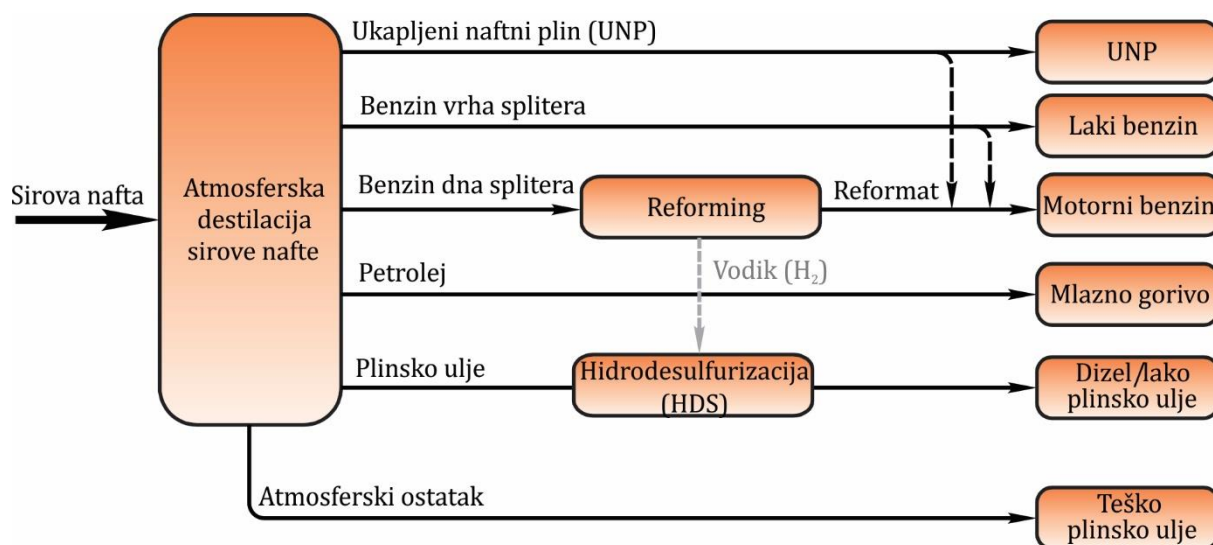 Ukapljeni naftni plin (UNP)
UNP
Benzin vrha splitera
Laki benzin
Sirova nafta
Atmosferska
destilacija
sirove nafte
Benzin dna splitera
Reforming
Reformat
Motorni benzin
Vodik (H₂)
Petrolej
Mlazno gorivo
Plinsko ulje
Hidrodesulfurizacija
(HDS)
Dizel/lako
plinsko ulje
Atmosferski ostatak
Teško
plinsko ulje